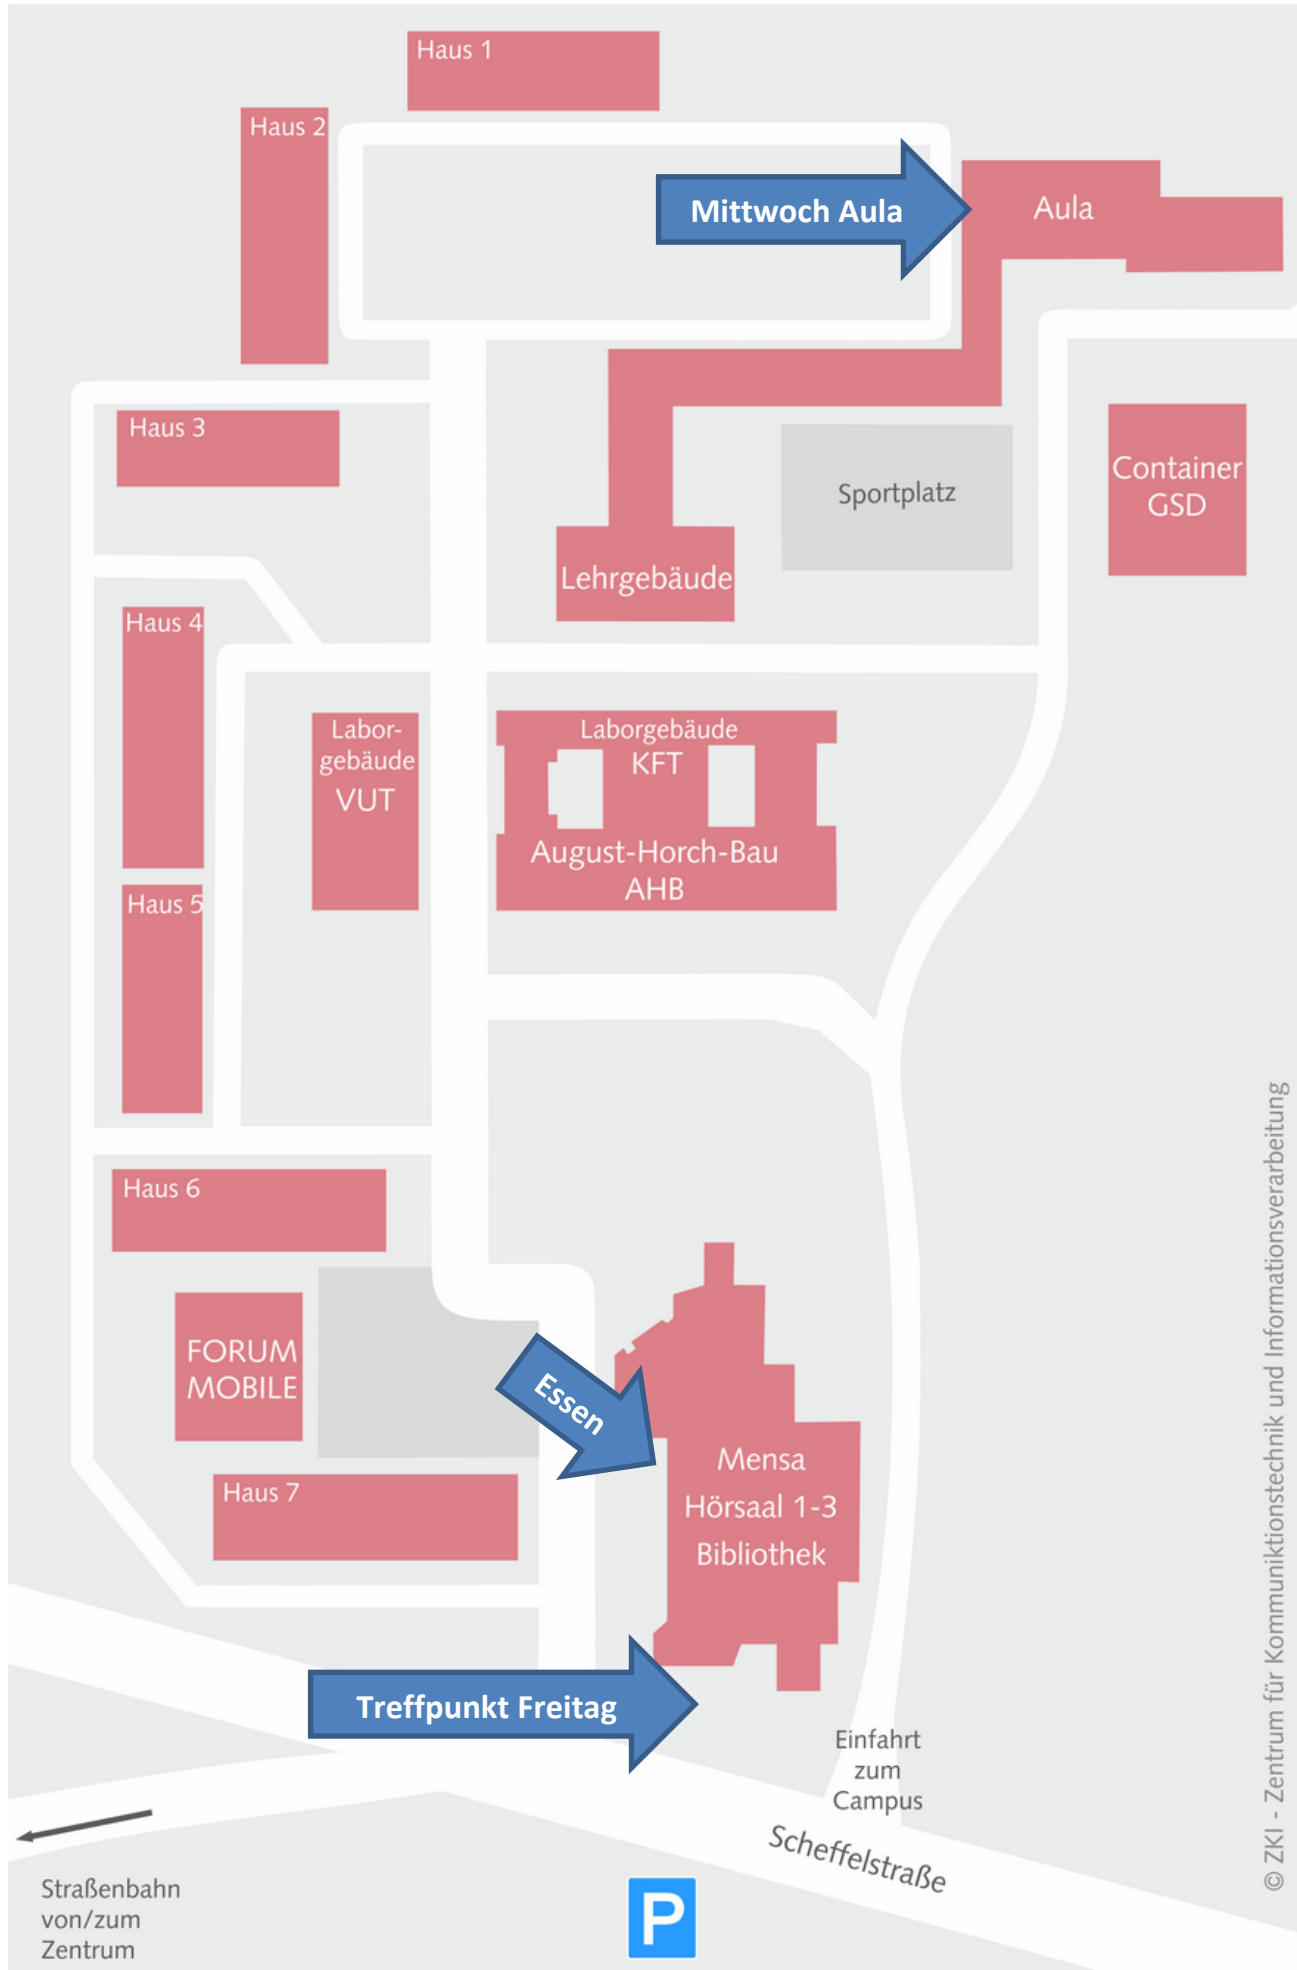 Haus 1
Haus 2
Mittwoch Aula
Aula
Haus 3
Container
GSD
Sportplatz
Lehrgebäude
Haus 4
Labor-
gebäude
VUT
Laborgebäude
KFT
August-Horch-Bau
AHB
Haus 5
Haus 6
FORUM
MOBILE
Essen
Mensa
Hörsaal 1-3
Bibliothek
Haus 7
Treffpunkt Freitag
Einfahrt
zum
Campus
Scheffelstraße
Straßenbahn
von/zum
Zentrum
P
© ZKI - Zentrum für Kommuniktionstechnik und Informationsverarbeitung